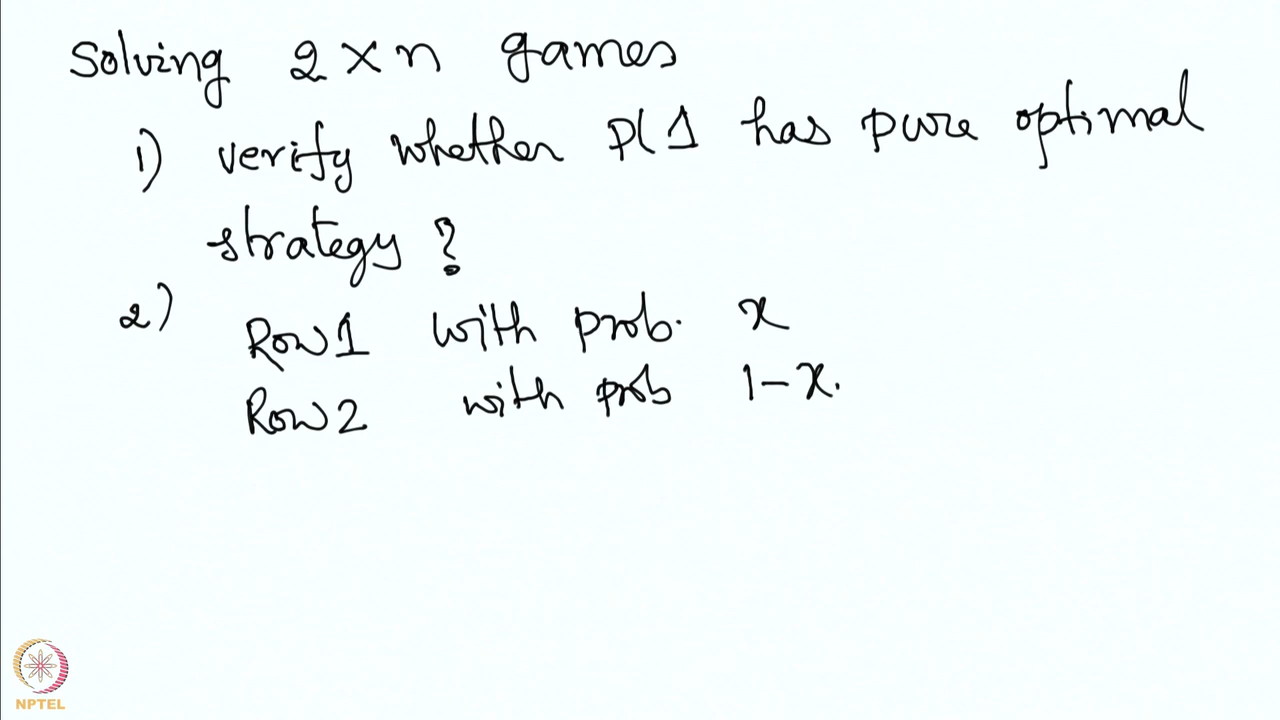 Solving 2 × n games
1) verify whether Pl 1 has pure optimal
strategy ?
2) Row 1 with prob. x
Row 2 with prob 1-x.
NPTEL